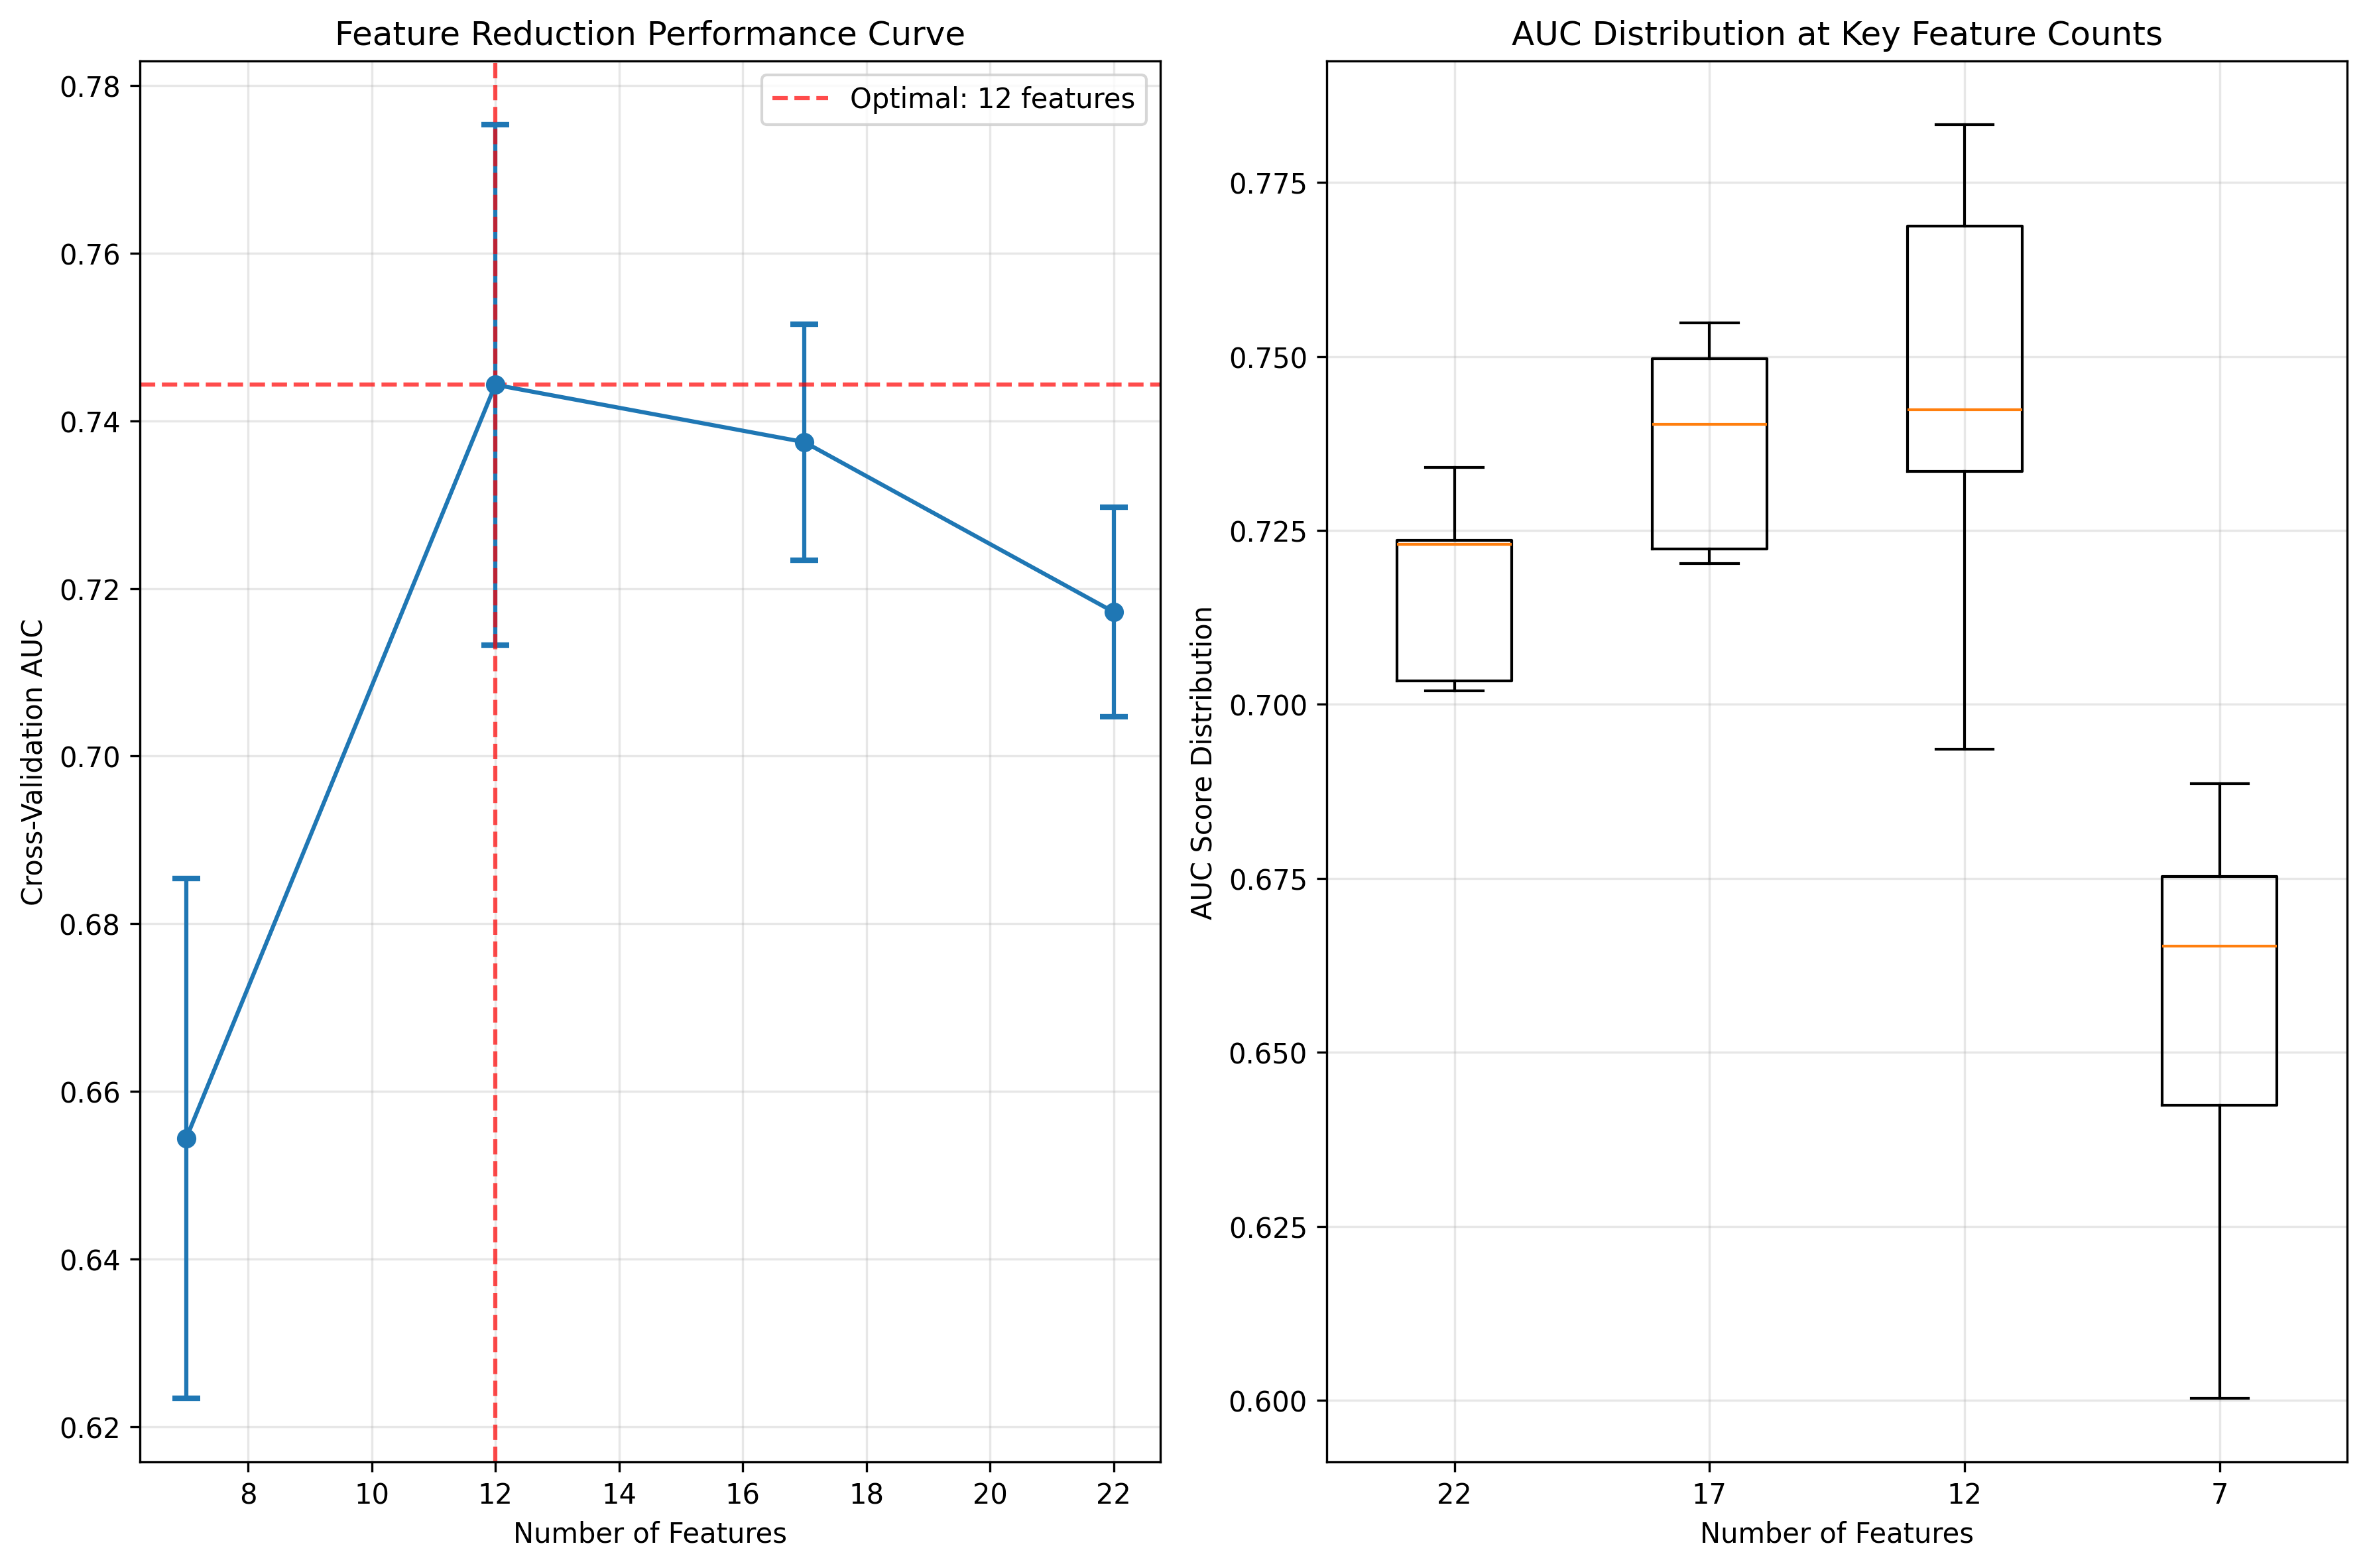 Feature Reduction Performance Curve
Optimal: 12 features
Cross-Validation AUC
0.78
0.76
0.74
0.72
0.70
0.68
0.66
0.64
0.62
8 10 12 14 16 18 20 22
Number of Features
AUC Distribution at Key Feature Counts
AUC Score Distribution
0.775
0.750
0.725
0.700
0.675
0.650
0.625
0.600
22 17 12 7
Number of Features